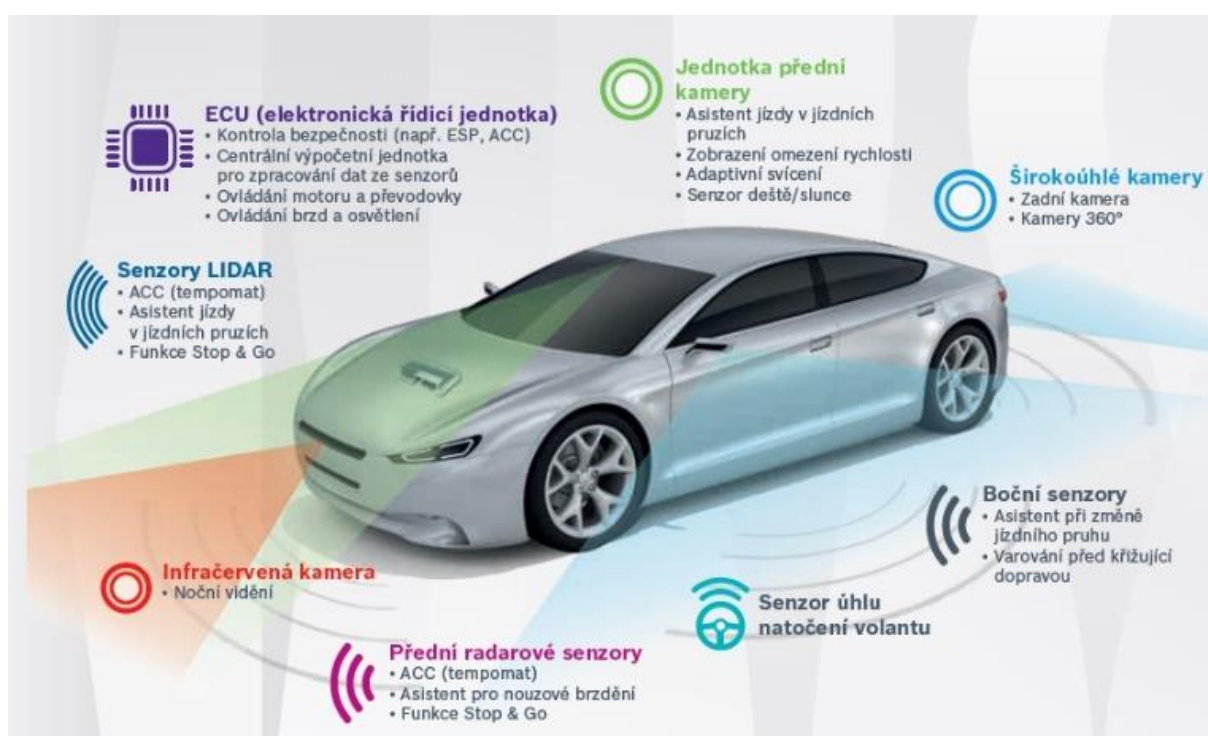 ECU (elektronická řídicí jednotka)
• Kontrola bezpečnosti (např. ESP, ACC)
• Centrální výpočetní jednotka
pro zpracování dat ze senzorů
• Ovládání motoru a převodovky
• Ovládání brzd a osvětlení
Jednotka přední
kamery
• Asistent jízdy v jízdních
pruzích
• Zobrazení omezení rychlosti
• Adaptivní svícení
• Senzor deště/slunce
Širokoúhlé kamery
• Zadní kamera
• Kamery 360°
Senzory LIDAR
• ACC (tempomat)
• Asistent jízdy
v jízdních pruzích
• Funkce Stop & Go
Boční senzory
• Asistent při změně
jízdního pruhu
• Varování před křižující
dopravou
Infračervená kamera
• Noční vidění
Senzor úhlu
natočení volantu
Přední radarové senzory
• ACC (tempomat)
• Asistent pro nouzové brzdění
• Funkce Stop & Go